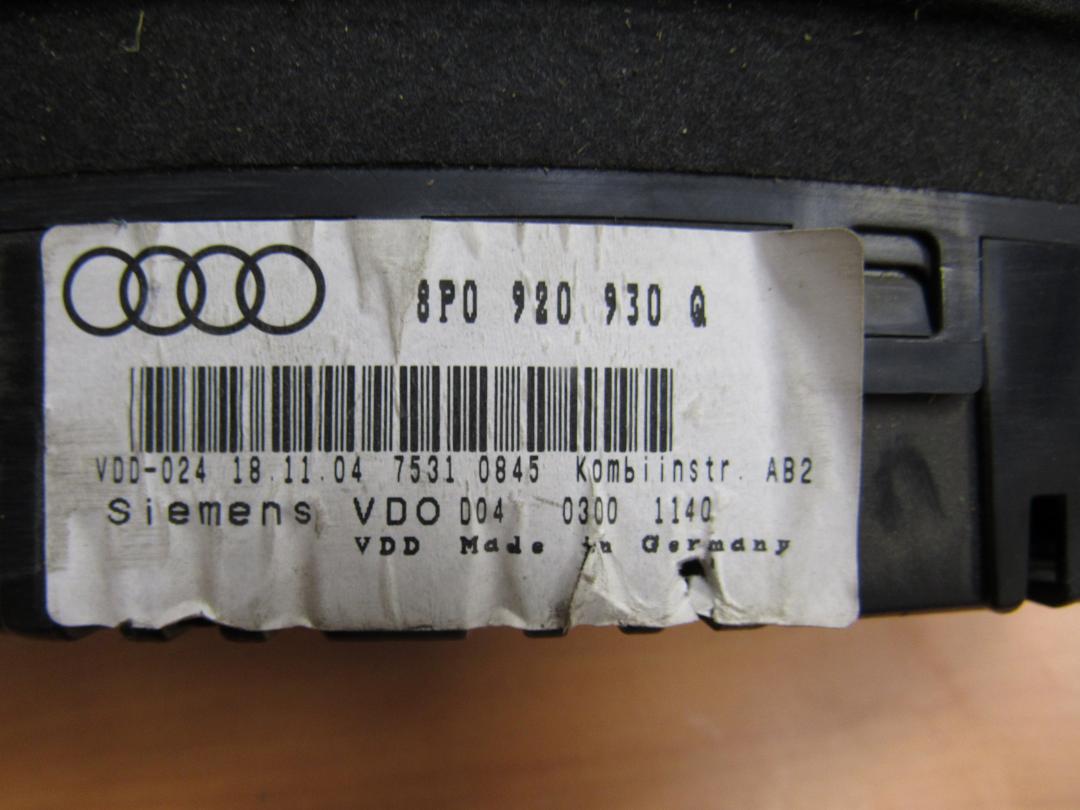 8P0 920 930 Q
VDD-024 18.11.04 7531 0845 Kombiinstr. AB2
Siemens VDO D04 0300 1140
VDD Made in Germany